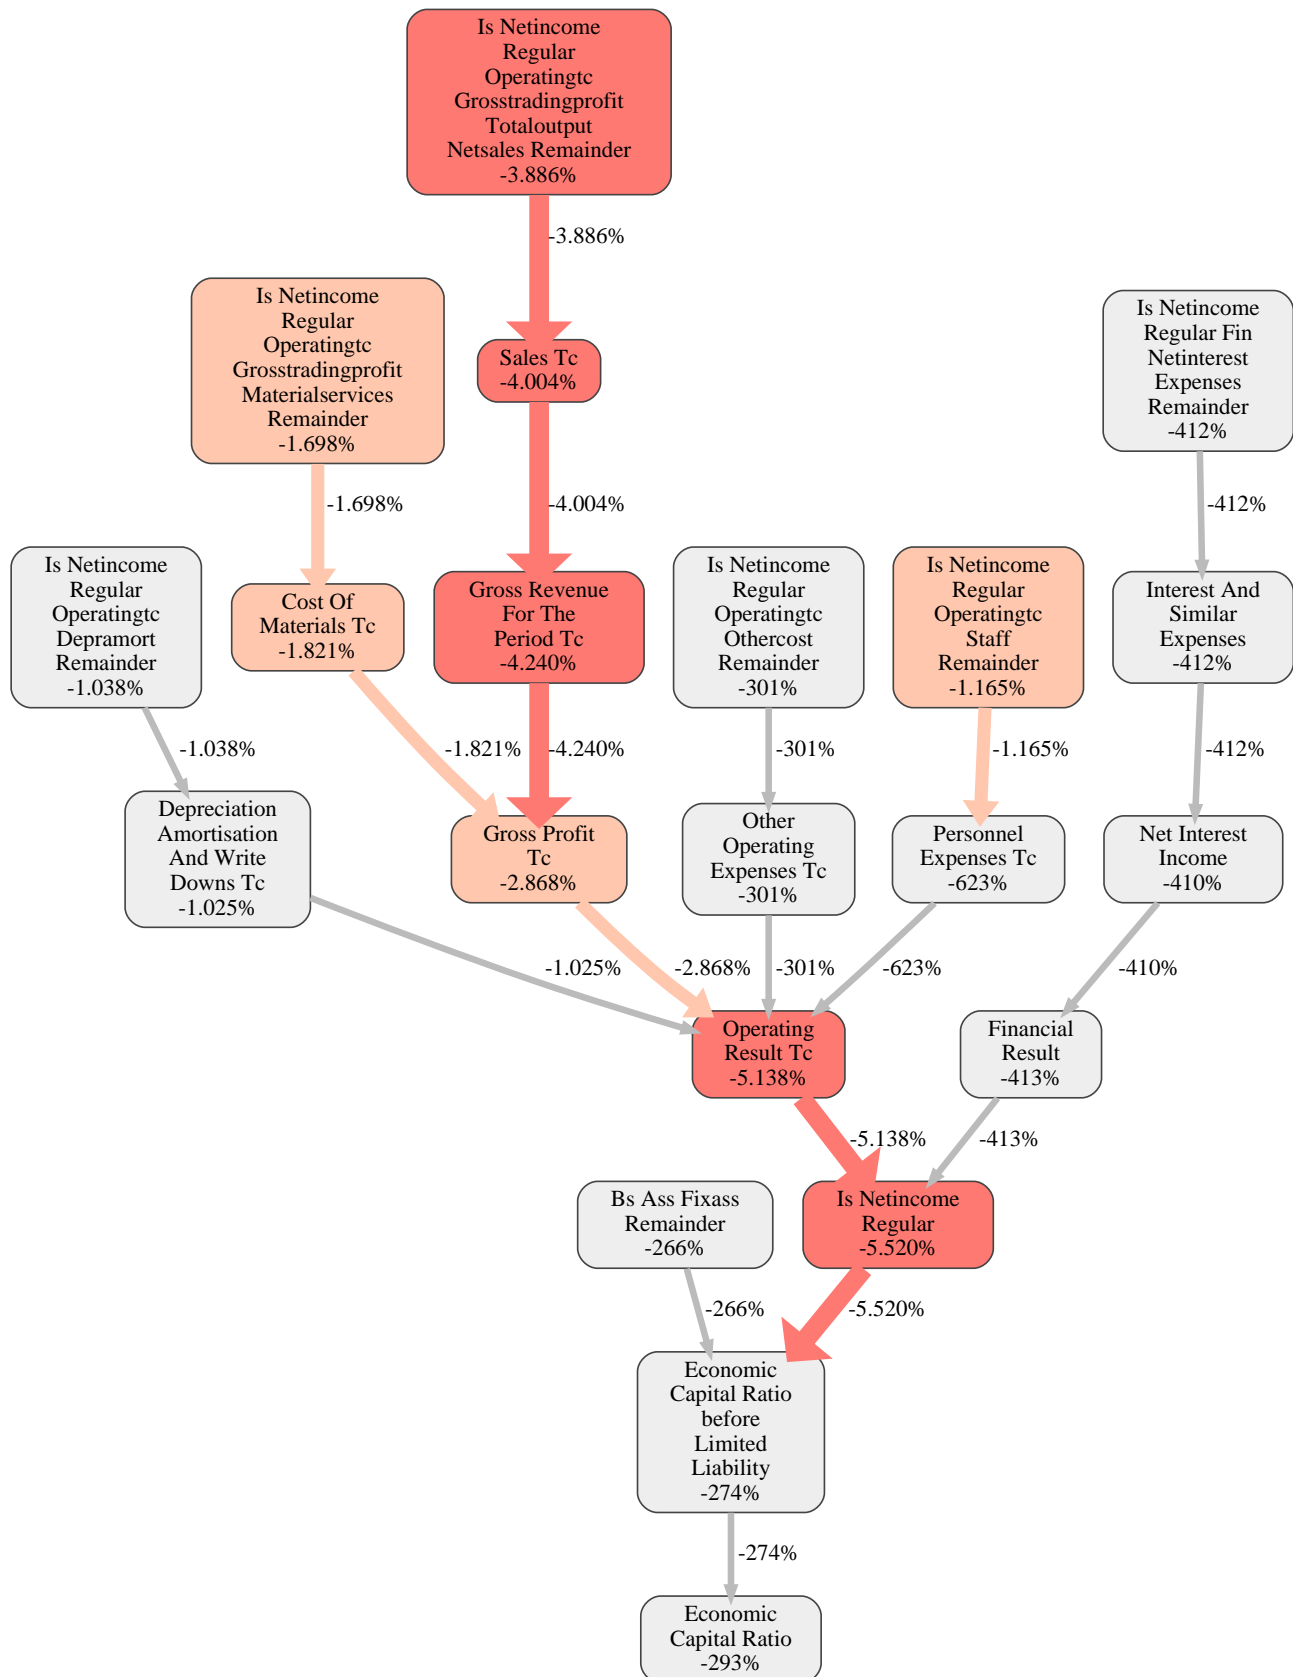 Is Netincome
Regular
Operatingtc
Grosstradingprofit
Totaloutput
Netsales Remainder
-3.886%
-3.886%
Is Netincome
Regular
Operatingtc
Grosstradingprofit
Materialservices
Remainder
-1.698%
Is Netincome
Regular Fin
Netinterest
Expenses
Remainder
-412%
Sales Tc
-4.004%
-1.698%
-4.004%
-412%
Is Netincome
Regular
Operatingtc
Depramort
Remainder
-1.038%
Cost Of
Materials Tc
-1.821%
Gross Revenue
For The
Period Tc
-4.240%
Is Netincome
Regular
Operatingtc
Othercost
Remainder
-301%
Is Netincome
Regular
Operatingtc
Staff
Remainder
-1.165%
Interest And
Similar
Expenses
-412%
-1.038%
-1.821%
-4.240%
-301%
-1.165%
-412%
Depreciation
Amortisation
And Write
Downs Tc
-1.025%
Gross Profit
Tc
-2.868%
Other
Operating
Expenses Tc
-301%
Personnel
Expenses Tc
-623%
Net Interest
Income
-410%
-1.025%
-2.868%
-301%
-623%
-410%
Operating
Result Tc
-5.138%
Financial
Result
-413%
-5.138%
-413%
Bs Ass Fixass
Remainder
-266%
Is Netincome
Regular
-5.520%
-266%
-5.520%
Economic
Capital Ratio
before
Limited
Liability
-274%
-274%
Economic
Capital Ratio
-293%